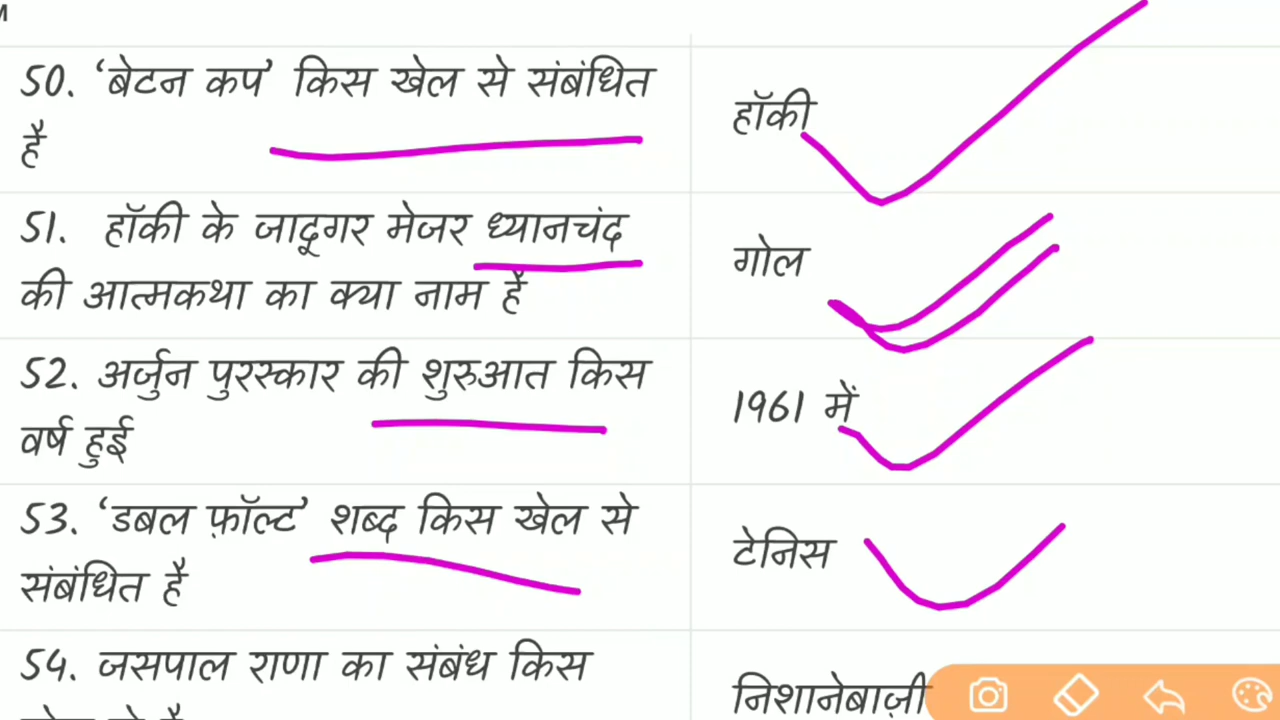 M
50. ‘बेटन कप’ किस खेल से संबंधित
है
हॉकी
51. हॉकी के जादूगर मेजर ध्यानचंद
की आत्मकथा का क्या नाम है
गोल
52. अर्जुन पुरस्कार की शुरुआत किस
वर्ष हुई
1961 में
53. ‘डबल फ़ॉल्ट’ शब्द किस खेल से
संबंधित है
टेनिस
54. जसपाल राणा का संबंध किस
निशानेबाज़ी